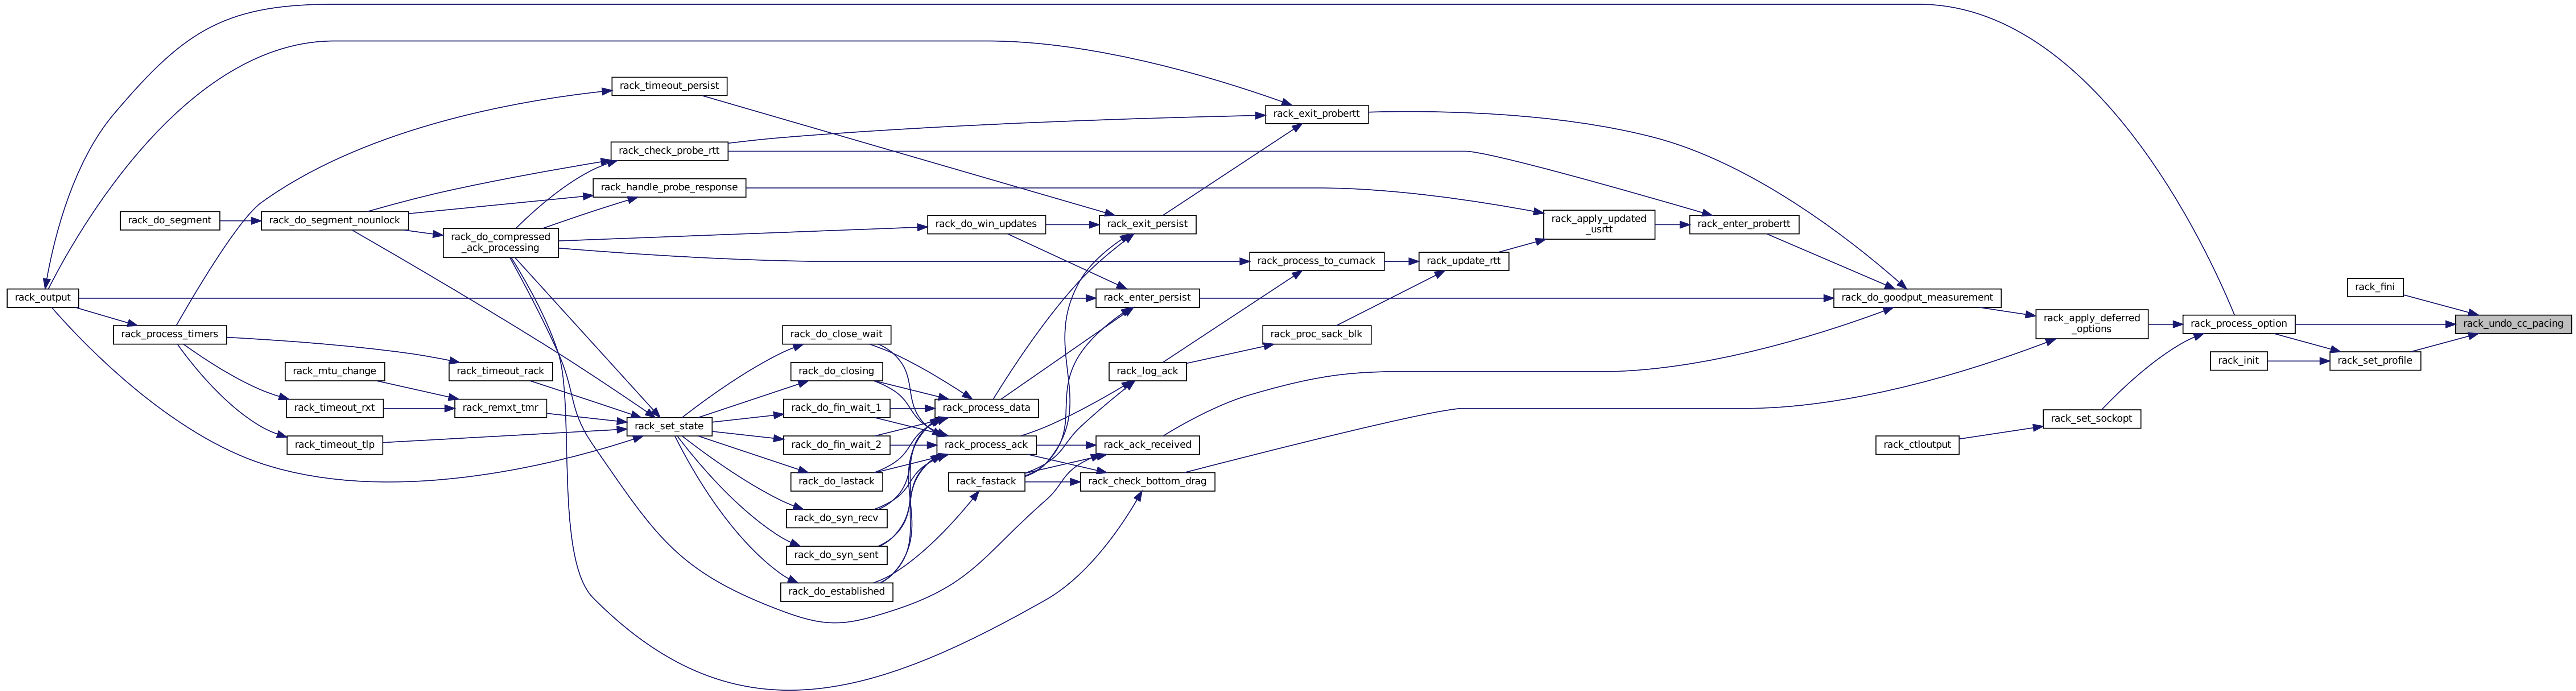 rack_timeout_persist
rack_exit_probertt
rack_check_probe_rtt
rack_handle_probe_response
rack_do_segment
rack_do_segment_nounlock
rack_do_win_updates
rack_exit_persist
rack_apply_updated
_usrtt
rack_enter_probertt
rack_do_compressed
_ack_processing
rack_process_to_cumack
rack_update_rtt
rack_output
rack_enter_persist
rack_do_goodput_measurement
rack_fini
rack_process_timers
rack_do_close_wait
rack_proc_sack_blk
rack_apply_deferred
_options
rack_process_option
rack_undo_cc_pacing
rack_mtu_change
rack_timeout_rack
rack_do_closing
rack_log_ack
rack_init
rack_set_profile
rack_timeout_rxt
rack_remxt_tmr
rack_do_fin_wait_1
rack_process_data
rack_set_state
rack_set_sockopt
rack_timeout_tlp
rack_do_fin_wait_2
rack_process_ack
rack_ack_received
rack_ctloutput
rack_do_lastack
rack_fastack
rack_check_bottom_drag
rack_do_syn_recv
rack_do_syn_sent
rack_do_established